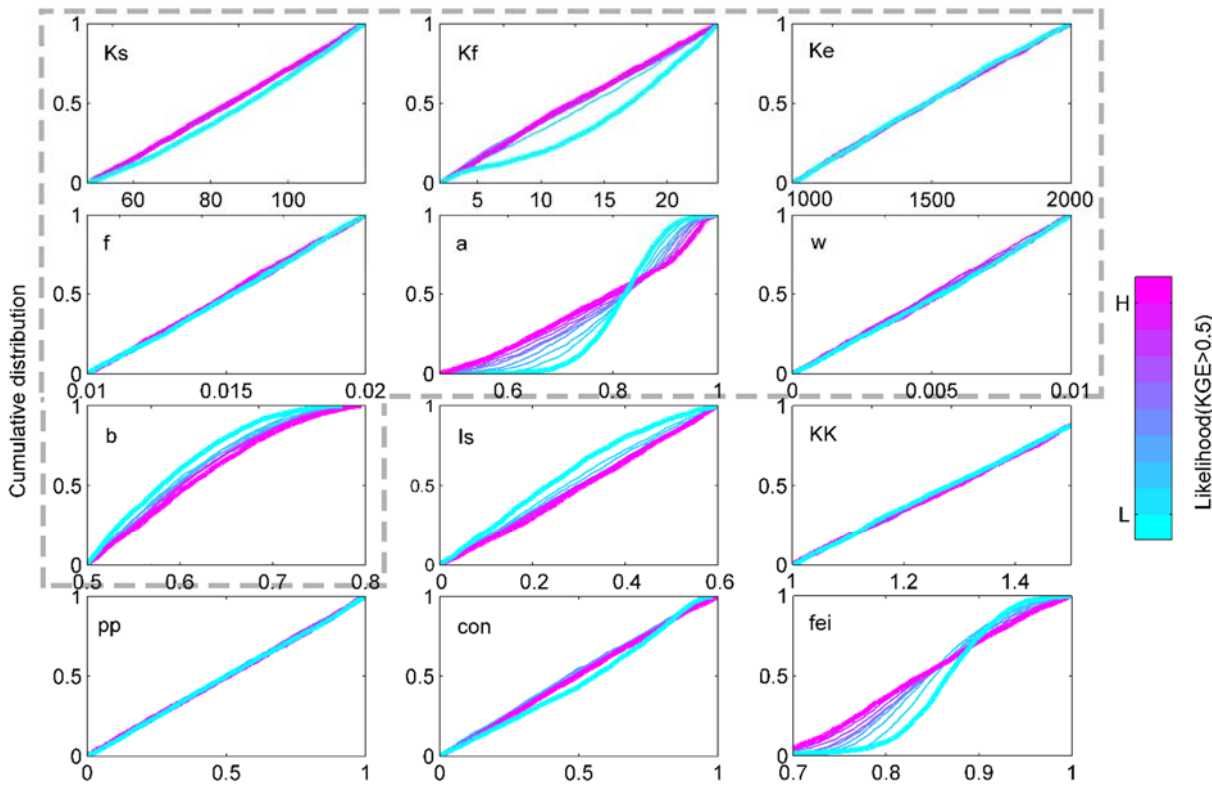 Cumulative distribution
Ks
1
0.5
0
60 80 100
Kf
1
0.5
0
5 10 15 20
Ke
1
0.5
0
1000 1500 2000
f
1
0.5
0
0.01 0.015 0.02
a
1
0.5
0
0.6 0.8 1
w
1
0.5
0
0 0.005 0.01
b
1
0.5
0
0.5 0.6 0.7 0.8
Is
1
0.5
0
0 0.2 0.4 0.6
KK
1
0.5
0
1 1.2 1.4
pp
1
0.5
0
0 0.5 1
con
1
0.5
0
0 0.5 1
fei
1
0.5
0
0.7 0.8 0.9 1
H
L
Likelihood(KGE>0.5)